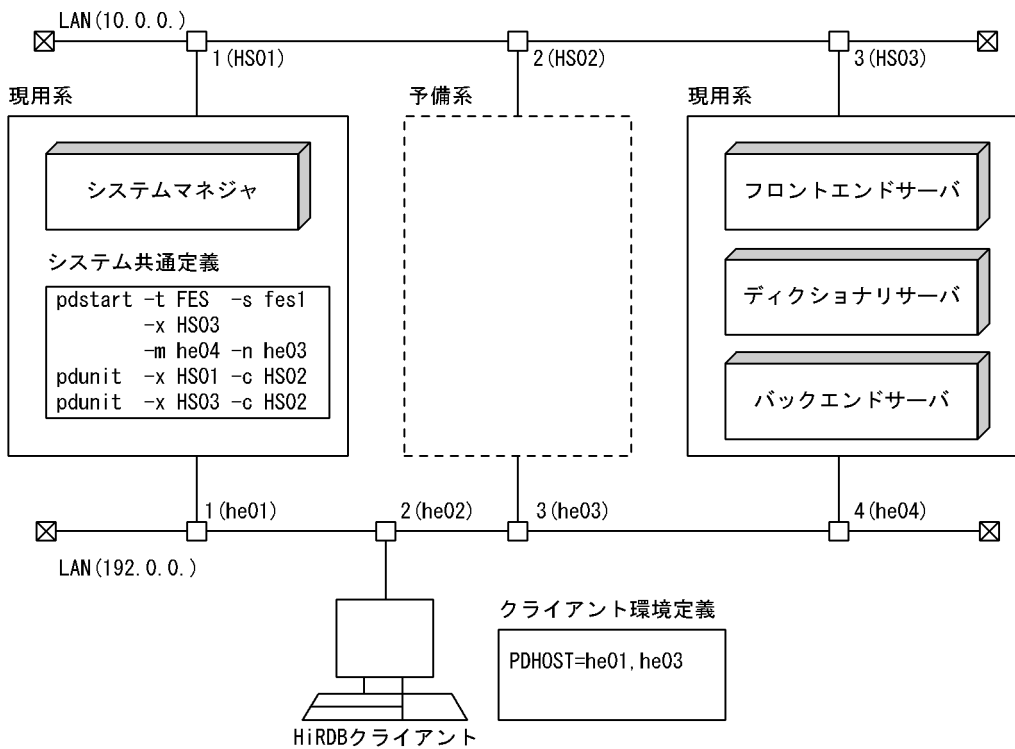 LAN(10.0.0.)
1(HS01)
2(HS02)
3(HS03)
現用系
予備系
現用系
システムマネジャ
システム共通定義
pdstart -t FES -s fes1
-x HS03
-m he04 -n he03
pdunit -x HS01 -c HS02
pdunit -x HS03 -c HS02
フロントエンドサーバ
ディクショナリサーバ
バックエンドサーバ
1(he01)
2(he02)
3(he03)
4(he04)
LAN(192.0.0.)
クライアント環境定義
PDHOST=he01,he03
HiRDBクライアント